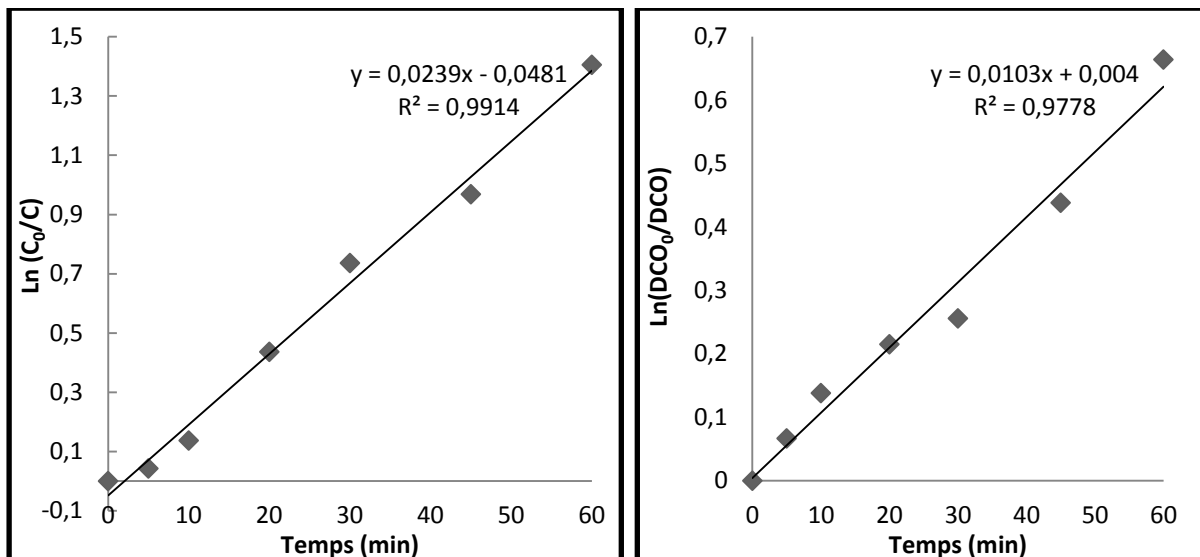 1,5
1,3
1,1
0,9
0,7
0,5
0,3
0,1
-0,1
Ln (C₀/C)
y = 0,0239x - 0,0481
R² = 0,9914
0 10 20 30 40 50 60
Temps (min)
0,7
0,6
0,5
0,4
0,3
0,2
0,1
0
Ln(DCO₀/DCO)
y = 0,0103x + 0,004
R² = 0,9778
0 10 20 30 40 50 60
Temps (min)